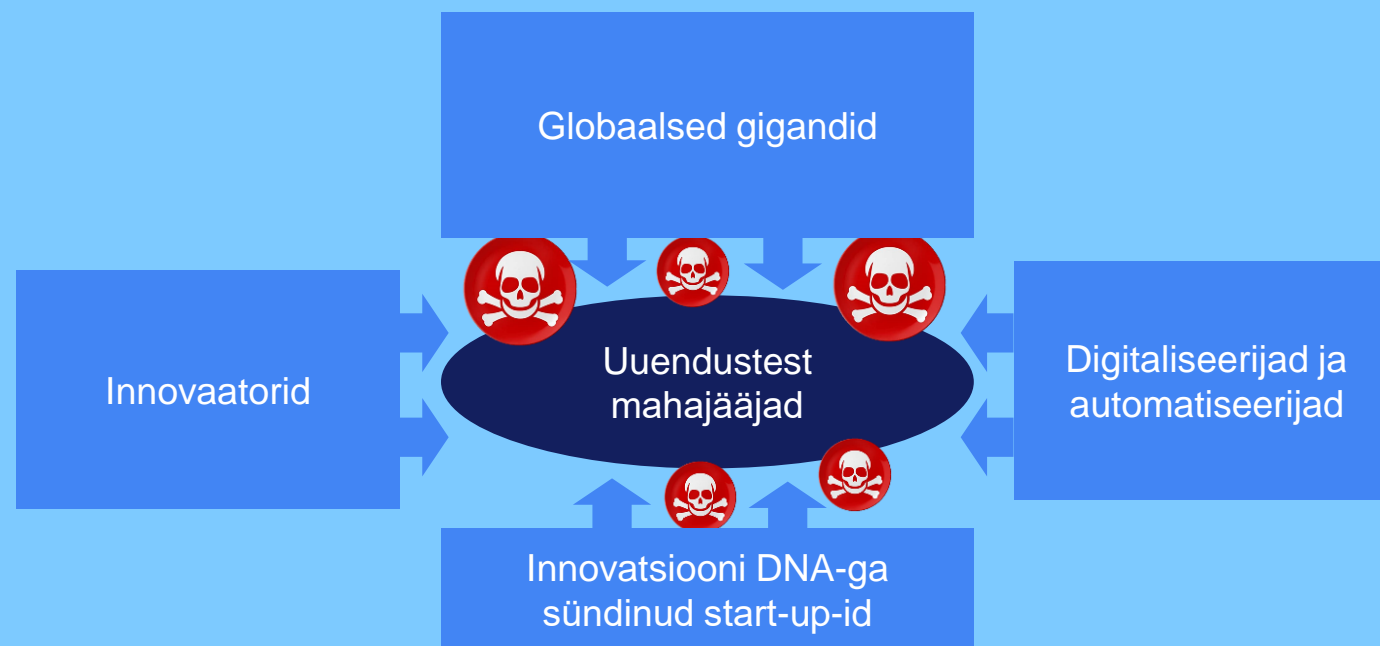 Globaalsed gigandid
Innovaatorid
Uuendustest
mahajääjad
Digitaliseerijad ja
automatiseerijad
Innovatsiooni DNA-ga
sündinud start-up-id